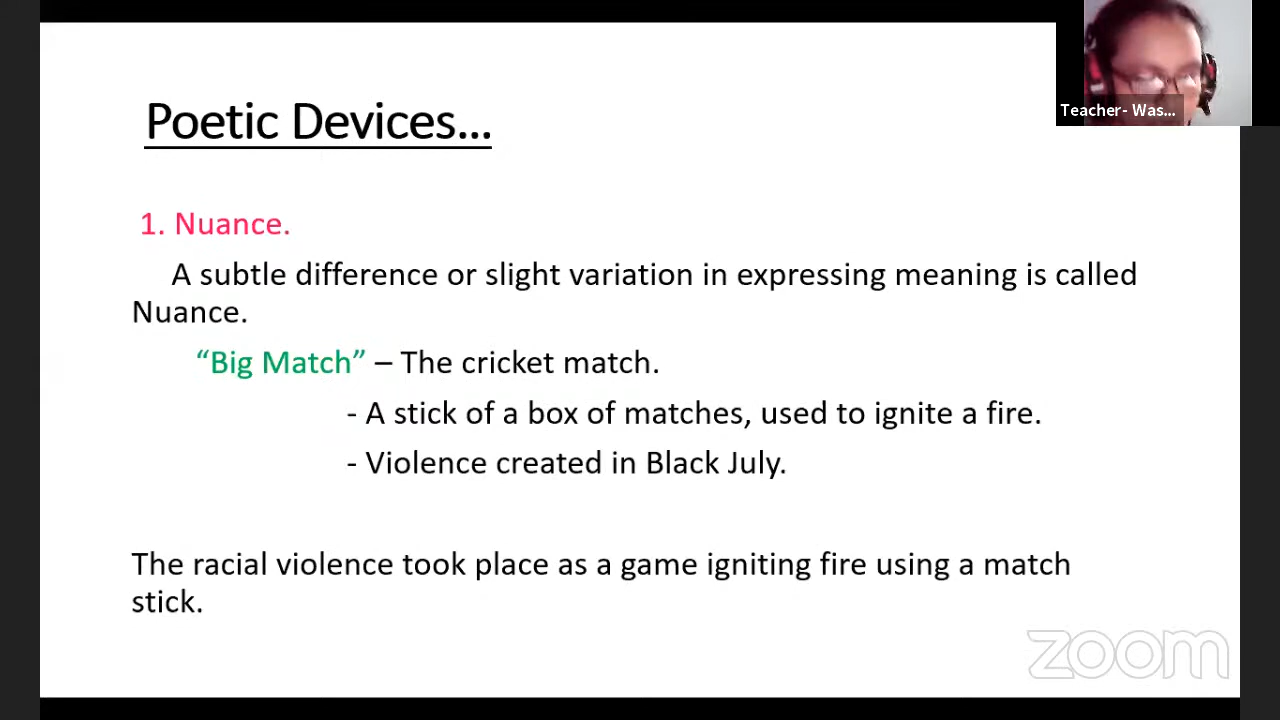 Poetic Devices...
Teacher- Was...
1. Nuance.
A subtle difference or slight variation in expressing meaning is called
Nuance.
“Big Match” – The cricket match.
- A stick of a box of matches, used to ignite a fire.
- Violence created in Black July.
The racial violence took place as a game igniting fire using a match
stick.
zoom